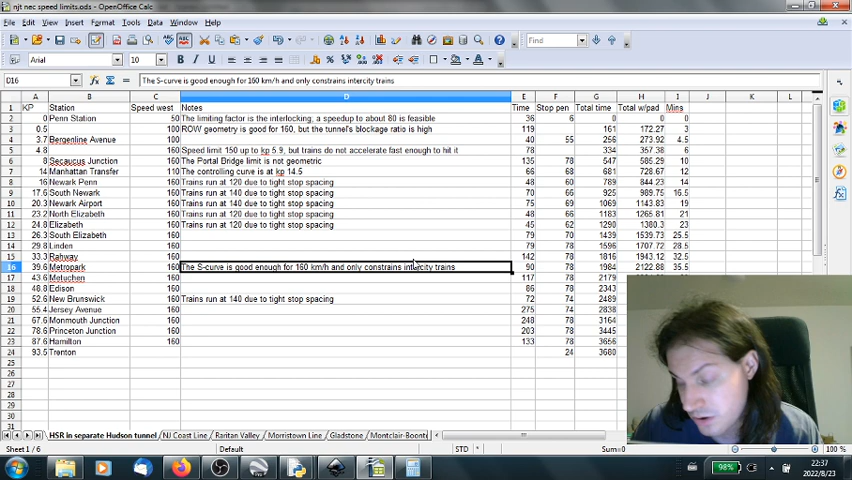 njt nec speed limits.ods - OpenOffice Calc
File Edit View Insert Format Tools Data Window Help
Find
Arial 10
D16 The S-curve is good enough for 160 km/h and only constrains intercity trains
A B C D E F G H I J K L
1 KP Station Speed west Notes Time Stop pen Total time Total w/pad Mins
2 0 Penn Station 50 The limiting factor is the interlocking; a speedup to about 80 is feasible 36 6 0 0 0
3 0.5 100 ROW geometry is good for 160, but the tunnel's blockage ratio is high 119 161 172.27 3
4 3.7 Bergenline Avenue 100 40 55 256 273.92 4.5
5 4.8 160 Speed limit 150 up to kp 5.9, but trains do not accelerate fast enough to hit it 78 334 357.38 6
6 8 Secaucus Junction 160 The Portal Bridge limit is not geometric 135 78 547 585.29 10
7 14 Manhattan Transfer 110 The controlling curve is at kp 14.5 66 68 681 728.67 12
8 16 Newark Penn 160 Trains run at 120 due to tight stop spacing 48 60 789 844.23 14
9 17.6 South Newark 160 Trains run at 140 due to tight stop spacing 70 66 925 989.75 16.5
10 20.3 Newark Airport 160 Trains run at 140 due to tight stop spacing 75 69 1069 1143.83 19
11 23.2 North Elizabeth 160 Trains run at 120 due to tight stop spacing 48 66 1183 1265.81 21
12 24.8 Elizabeth 160 Trains run at 120 due to tight stop spacing 45 62 1290 1380.3 23
13 26.3 South Elizabeth 160 79 70 1439 1539.73 25.5
14 29.8 Linden 160 79 78 1596 1707.72 28.5
15 33.3 Rahway 160 142 78 1816 1943.12 32.5
16 39.6 Metropark 160 The S-curve is good enough for 160 km/h and only constrains intercity trains 90 78 1984 2122.88 35.5
17 43.6 Metuchen 160 117 78 2179
18 48.8 Edison 160 86 78 2343
19 52.6 New Brunswick 160 Trains run at 140 due to tight stop spacing 72 74 2489
20 55.4 Jersey Avenue 160 275 74 2838
21 67.6 Monmouth Junction 160 248 78 3164
22 78.6 Princeton Junction 160 203 78 3445
23 87.6 Hamilton 160 133 78 3656
24 93.5 Trenton 24 3680
25
26
27
28
29
30
31
HSR in separate Hudson tunnel NJ Coast Line Raritan Valley Morristown Line Gladstone Montclair-Boonto
Sheet 1 / 6 Default STD * Sum=0 100 %
98% 22:37
2022/8/23